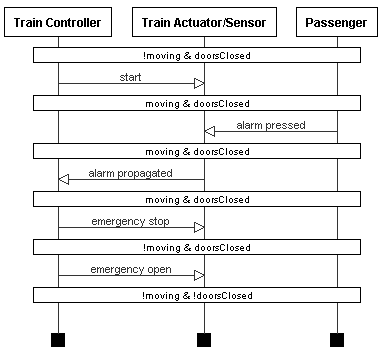 Train Controller Train Actuator/Sensor Passenger
!moving & doorsClosed
start
moving & doorsClosed
alarm pressed
moving & doorsClosed
alarm propagated
moving & doorsClosed
emergency stop
!moving & doorsClosed
emergency open
!moving & !doorsClosed